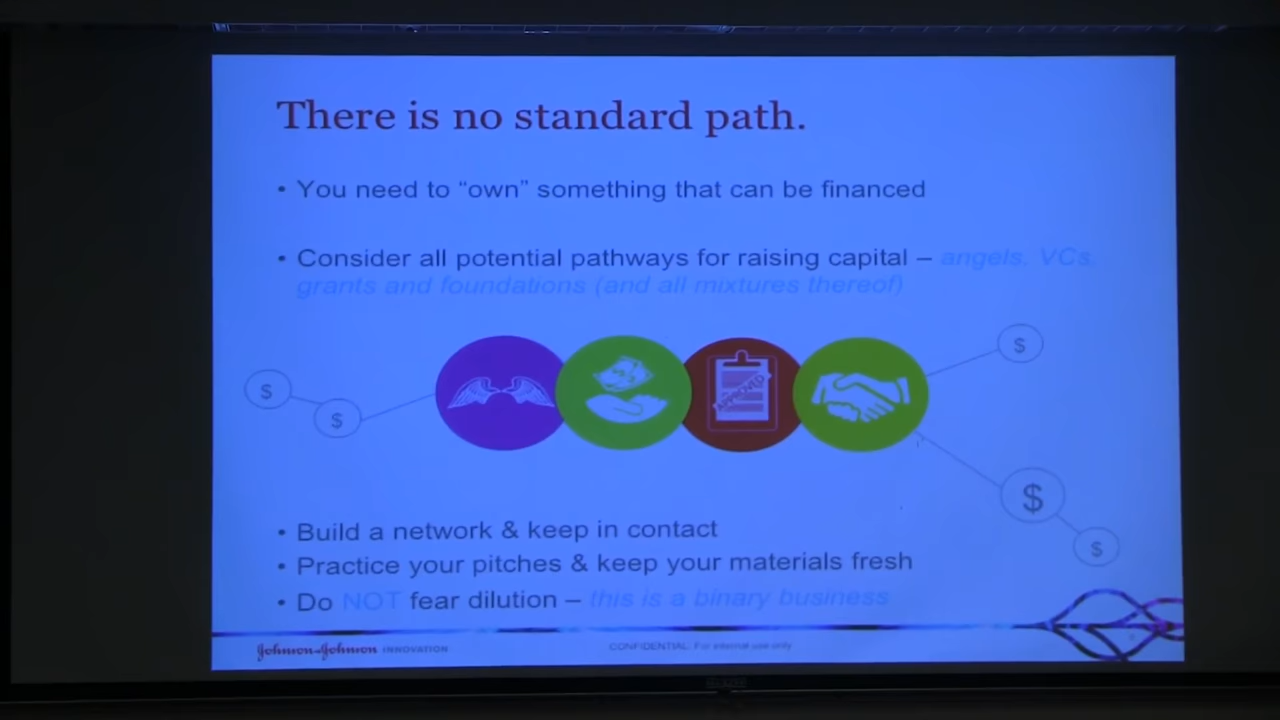 There is no standard path.
• You need to “own” something that can be financed
• Consider all potential pathways for raising capital – angels, VCs,
grants and foundations (and all mixtures thereof)
$
$
$
APPROVED
$
$
• Build a network & keep in contact
• Practice your pitches & keep your materials fresh
• Do NOT fear dilution – this is a binary business
Johnson&Johnson INNOVATION
CONFIDENTIAL: For internal use only